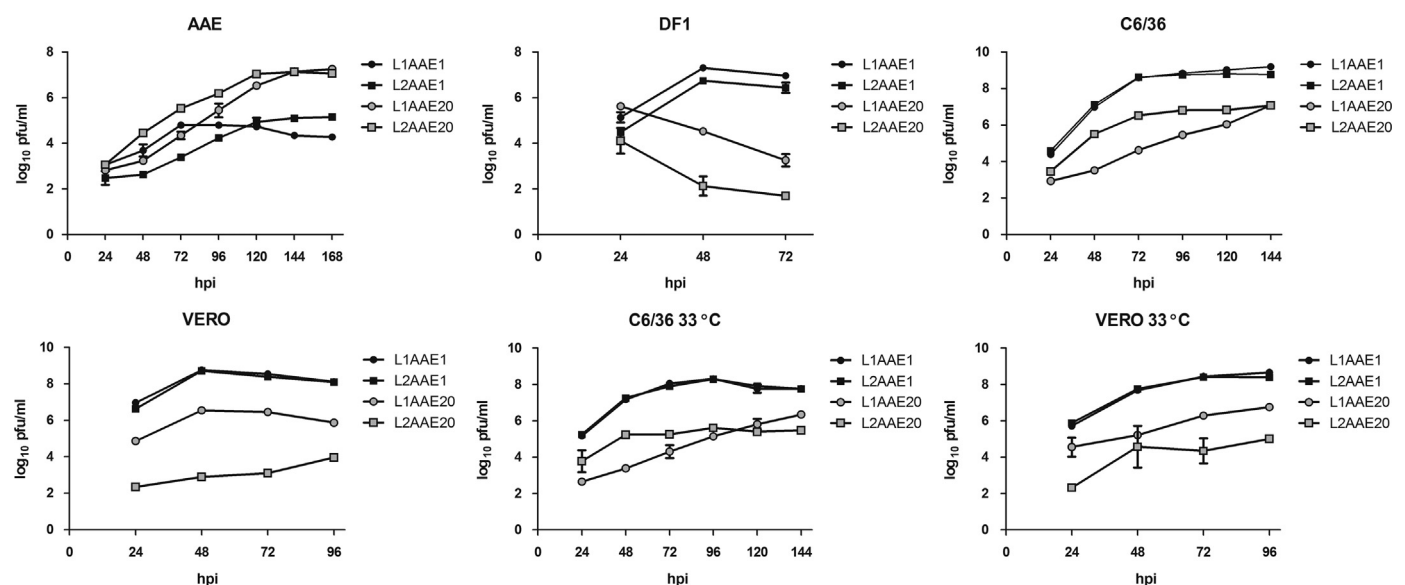 AAE
log10 pfu/ml
8
6
4
2
0
0 24 48 72 96 120 144 168
hpi
L1AAE1
L2AAE1
L1AAE20
L2AAE20
DF1
log10 pfu/ml
8
6
4
2
0
0 24 48 72
hpi
L1AAE1
L2AAE1
L1AAE20
L2AAE20
C6/36
log10 pfu/ml
10
8
6
4
2
0
0 24 48 72 96 120 144
hpi
L1AAE1
L2AAE1
L1AAE20
L2AAE20
VERO
log10 pfu/ml
10
8
6
4
2
0
0 24 48 72 96
hpi
L1AAE1
L2AAE1
L1AAE20
L2AAE20
C6/36 33 °C
log10 pfu/ml
10
8
6
4
2
0
0 24 48 72 96 120 144
hpi
L1AAE1
L2AAE1
L1AAE20
L2AAE20
VERO 33 °C
log10 pfu/ml
10
8
6
4
2
0
0 24 48 72 96
hpi
L1AAE1
L2AAE1
L1AAE20
L2AAE20